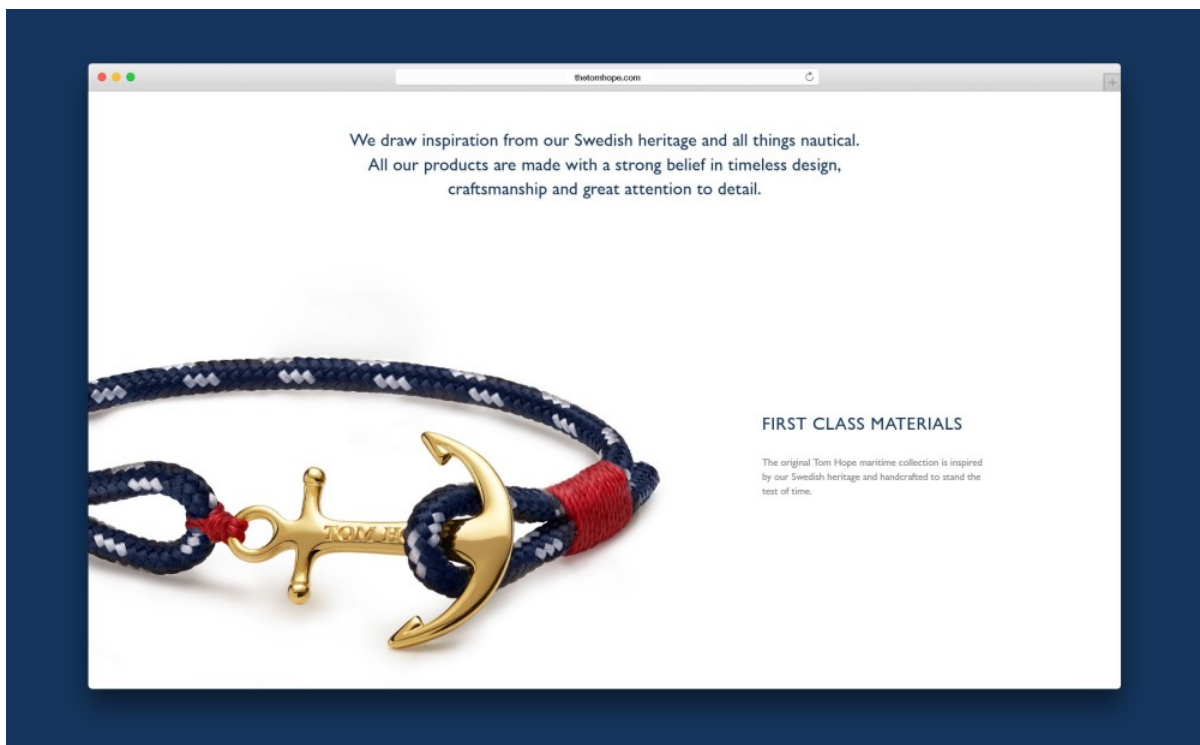 thetomhope.com
We draw inspiration from our Swedish heritage and all things nautical.
All our products are made with a strong belief in timeless design,
craftsmanship and great attention to detail.
FIRST CLASS MATERIALS
The original Tom Hope maritime collection is inspired
by our Swedish heritage and handcrafted to stand the
test of time.
TOM H